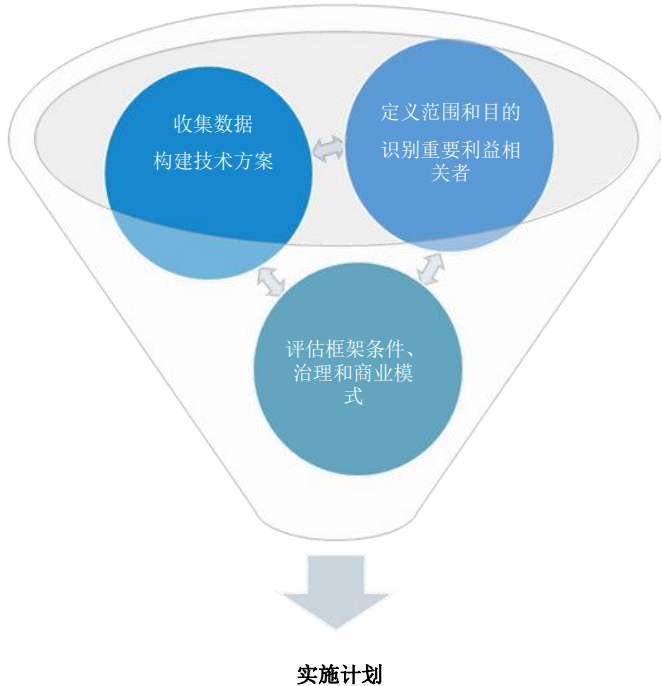 收集数据
构建技术方案
定义范围和目的
识别重要利益相
关者
评估框架条件、
治理和商业模
式
实施计划